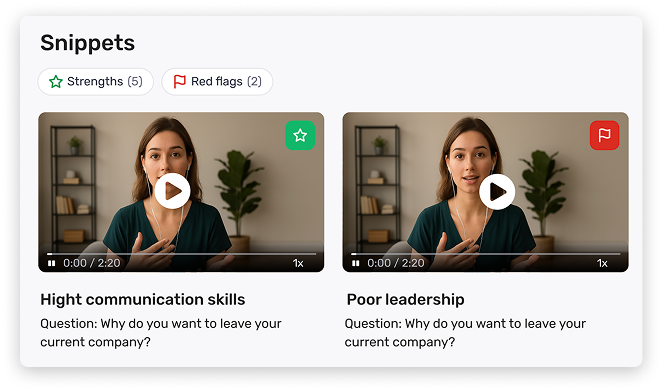 Snippets
Strengths (5)
Red flags (2)
0:00 / 2:20
1x
0:00 / 2:20
1x
Hight communication skills
Question: Why do you want to leave your
current company?
Poor leadership
Question: Why do you want to leave your
current company?